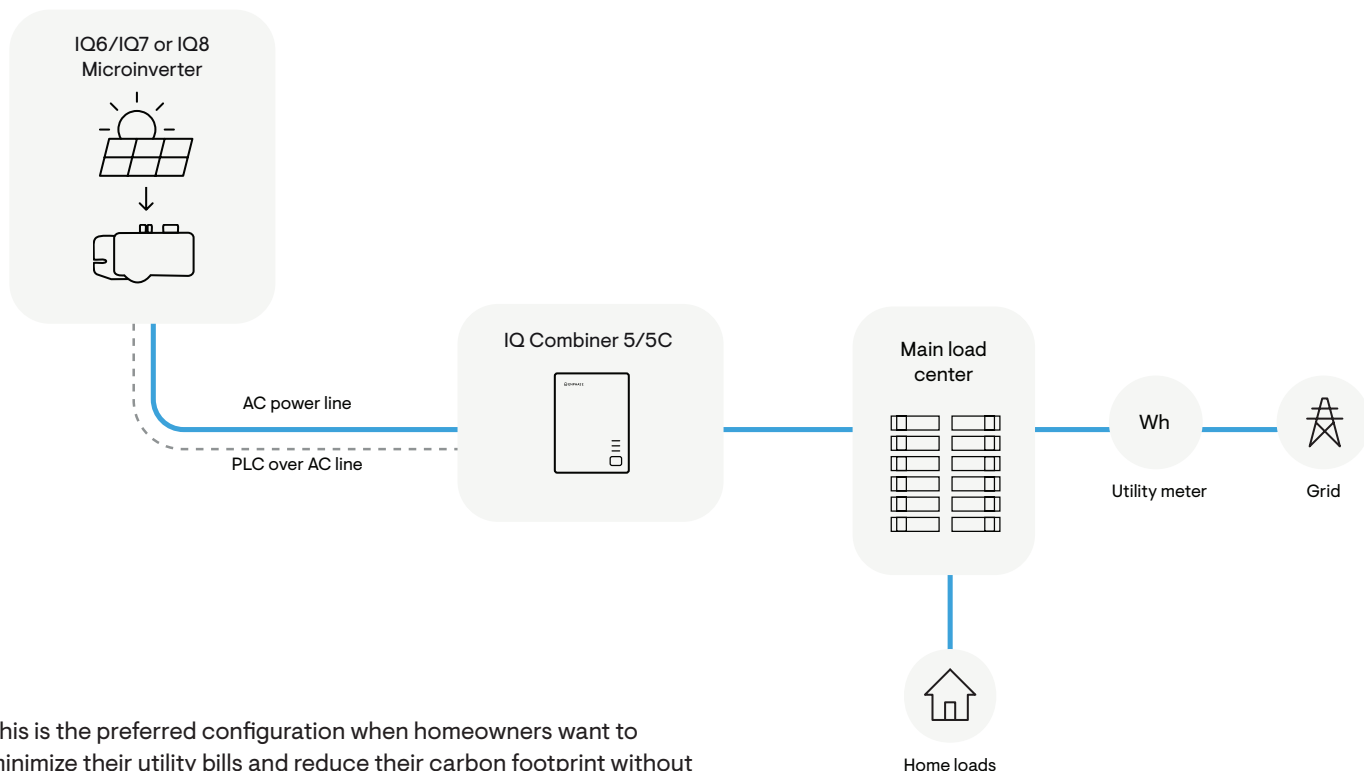 IQ6/IQ7 or IQ8
Microinverter
IQ Combiner 5/5C
ENPHASE
Main load
center
AC power line
PLC over AC line
Wh
Utility meter
Grid
his is the preferred configuration when homeowners want to
minimize their utility bills and reduce their carbon footprint without
Home loads